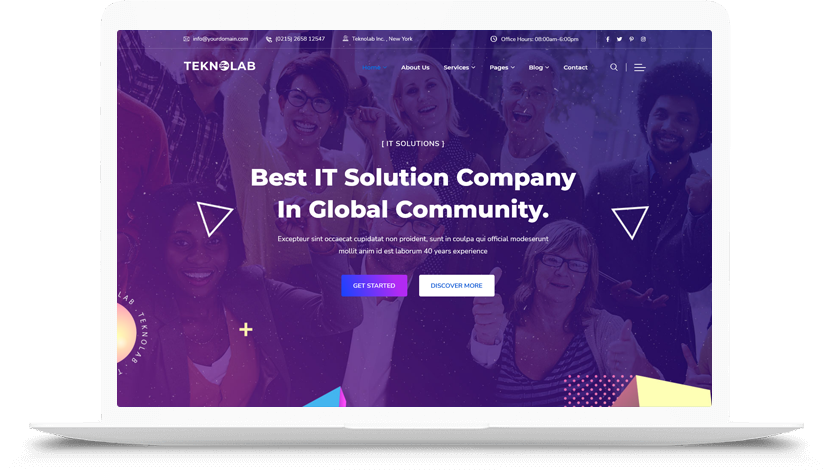 info@yourdomain.com
(0215) 2658 12547
Teknolab Inc. , New York
Office Hours: 08:00am-6:00pm
TEKNOLAB
Home
About Us
Services
Pages
Blog
Contact
[ IT SOLUTIONS ]
Best IT Solution Company
In Global Community.
Excepteur sint occaecat cupidatat non proident, sunt in coulpa qui official modeserunt
mollit anim id est laborum 40 years experience
GET STARTED
DISCOVER MORE
LAB . TEKNOLAB .